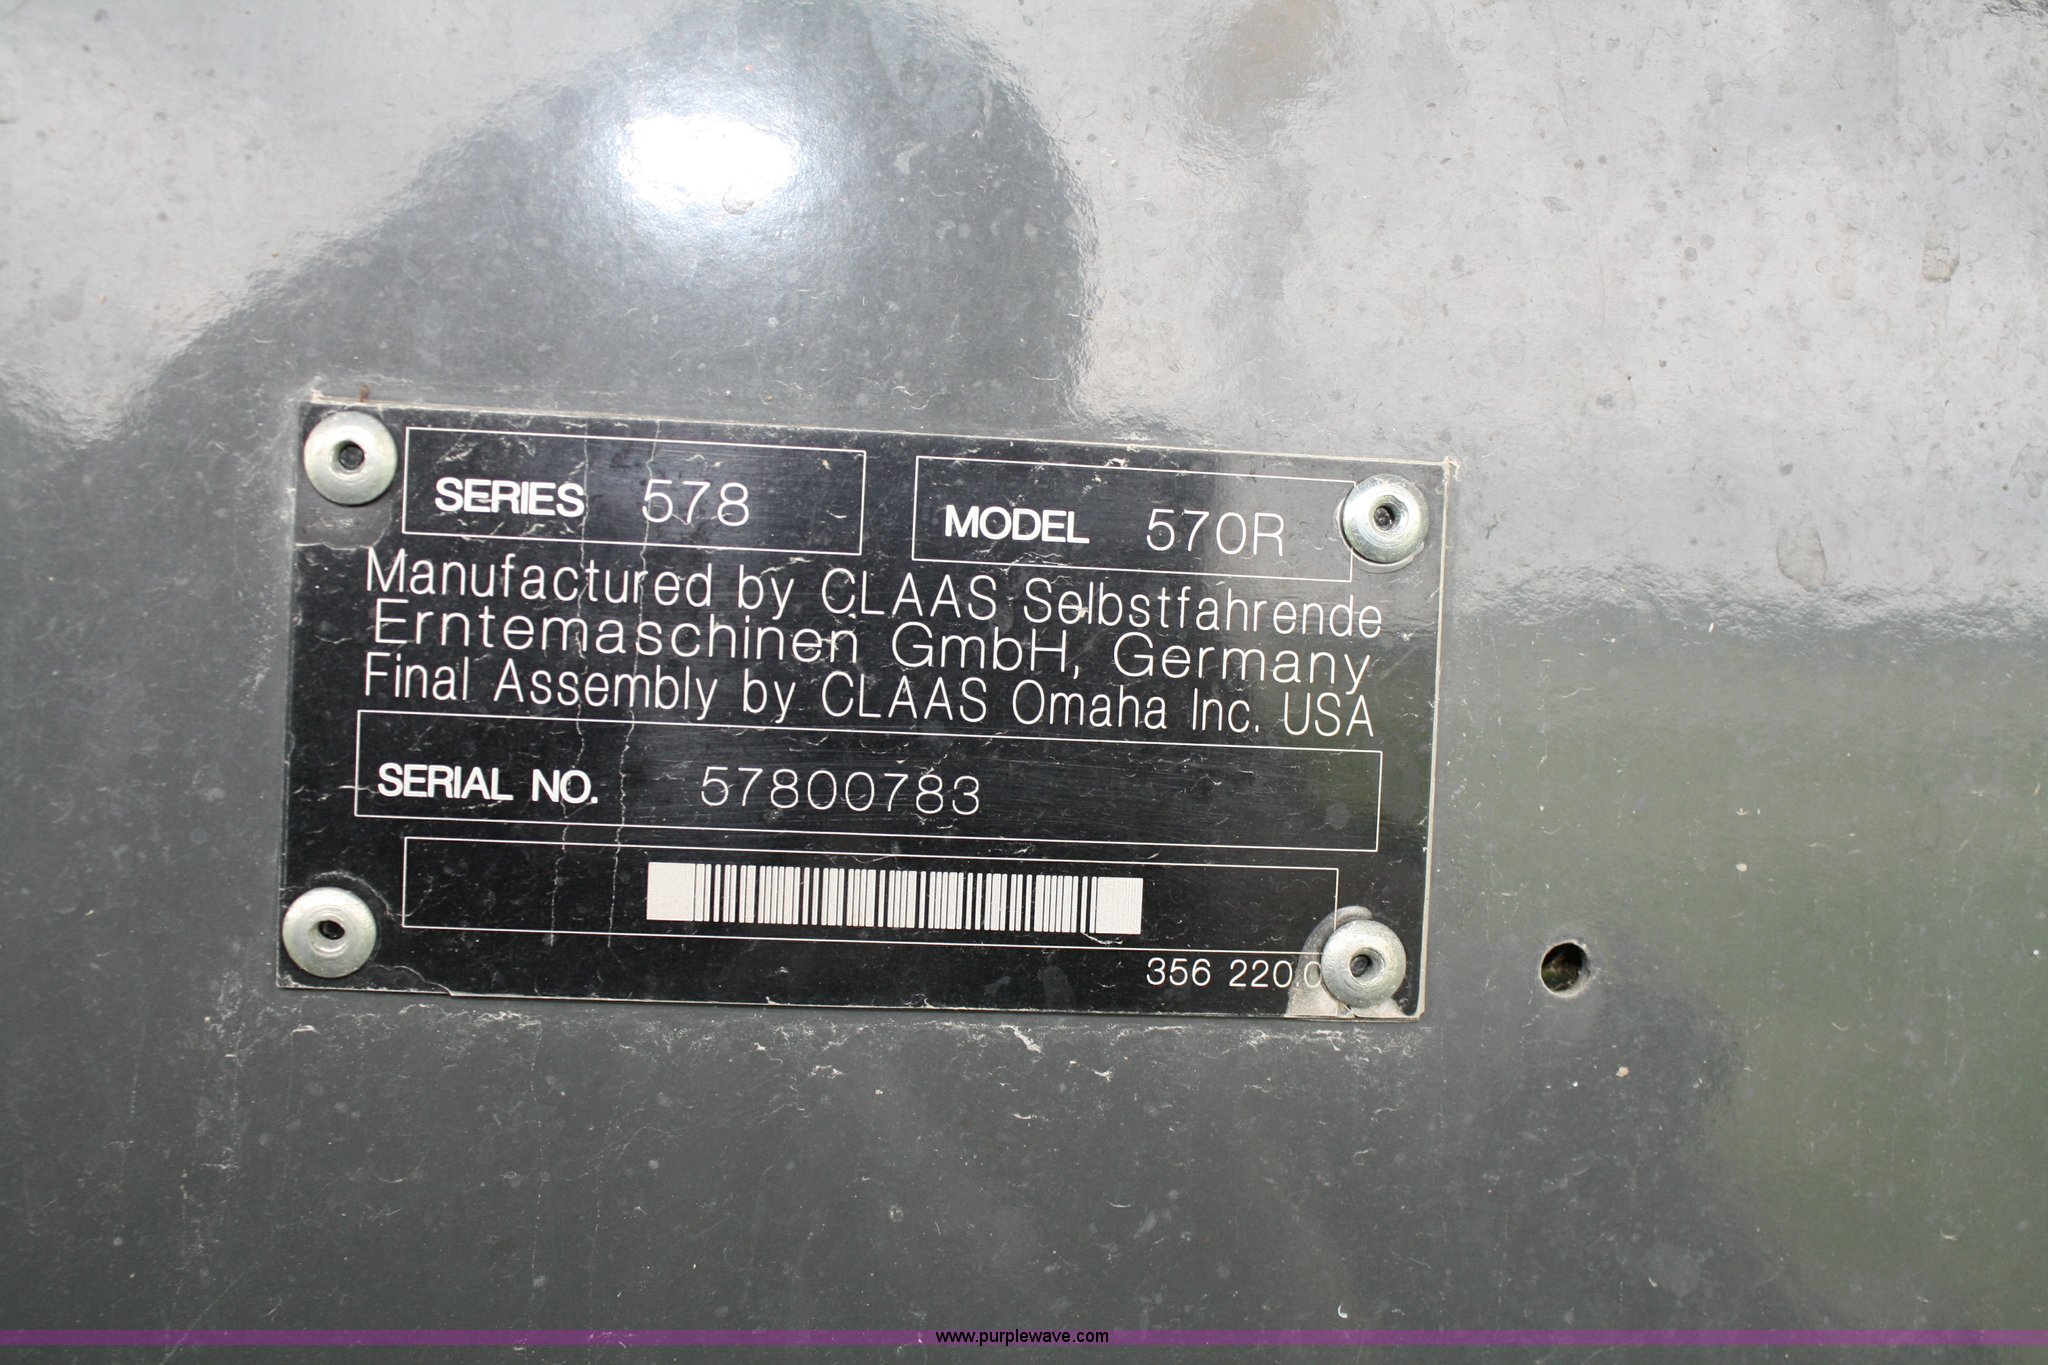 SERIES 578 MODEL 570R
Manufactured by CLAAS Selbstfahrende
Erntemaschinen GmbH, Germany
Final Assembly by CLAAS Omaha Inc. USA
SERIAL NO. 57800783
356 220.0
www.purplewave.com